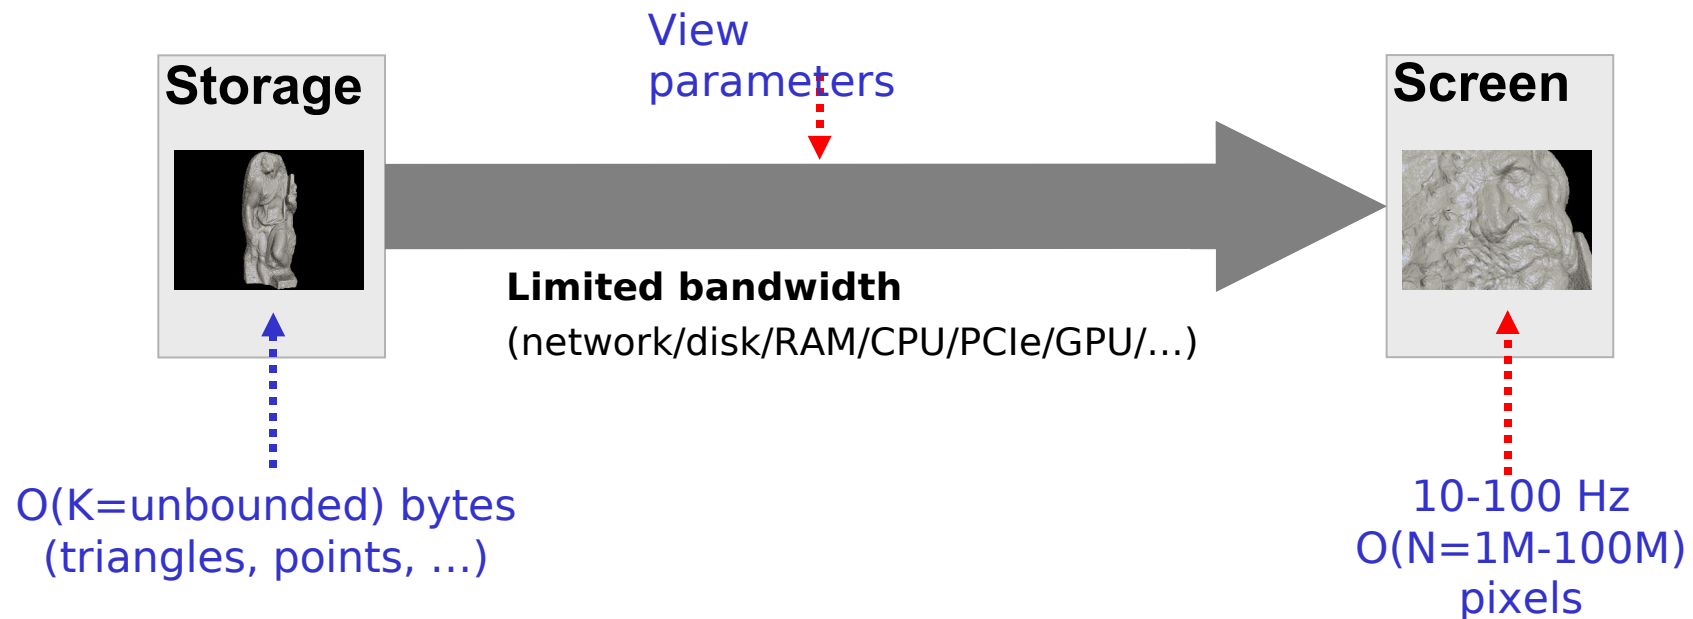 View
parameters
Storage
Screen
Limited bandwidth
(network/disk/RAM/CPU/PCIe/GPU/…)
O(K=unbounded) bytes
(triangles, points, …)
10-100 Hz
O(N=1M-100M)
pixels